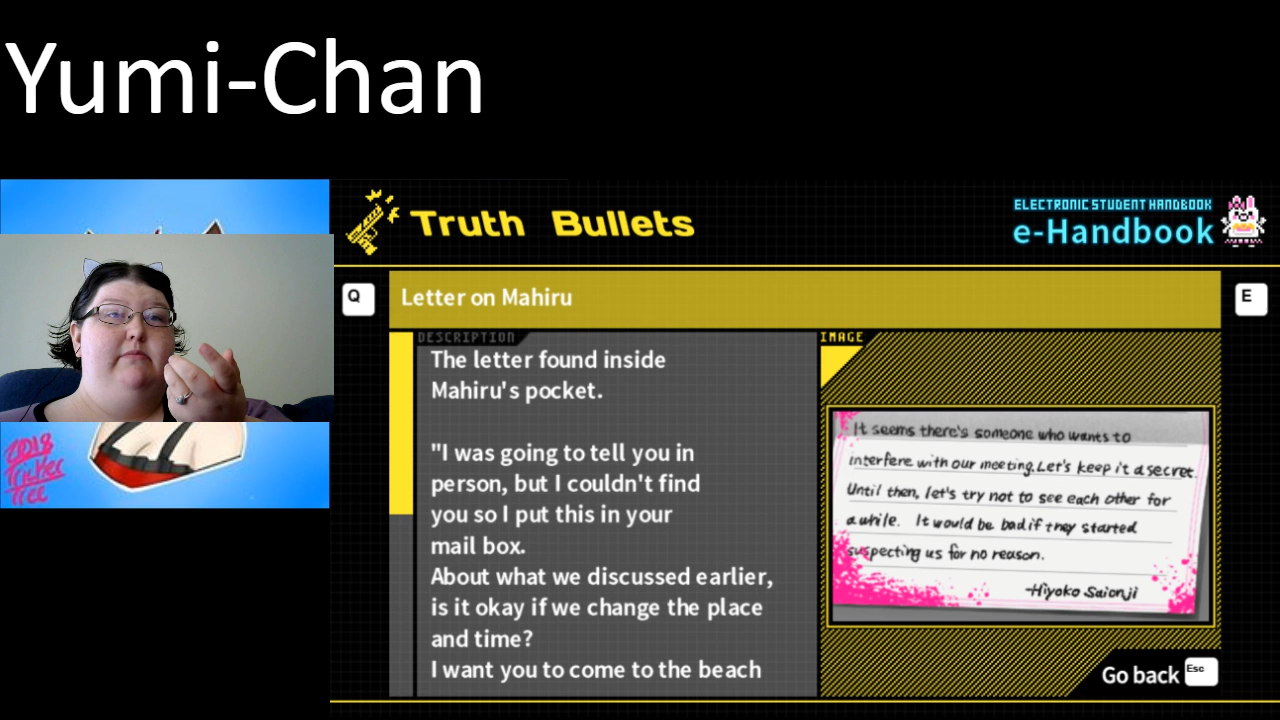 Yumi-Chan
Truth Bullets
ELECTRONIC STUDENT HANDBOOK
e-Handbook
Q
Letter on Mahiru
E
DESCRIPTION
The letter found inside
Mahiru's pocket.
"I was going to tell you in
person, but I couldn't find
you so I put this in your
mail box.
About what we discussed earlier,
is it okay if we change the place
and time?
I want you to come to the beach
IMAGE
It seems there's someone who wants to
interfere with our meeting. Let's keep it a secret.
Until then, let's try not to see each other for
a while. It would be bad if they started
suspecting us for no reason.
-Hiyoko Saionji
Go back Esc
2018
Tricker
Tree